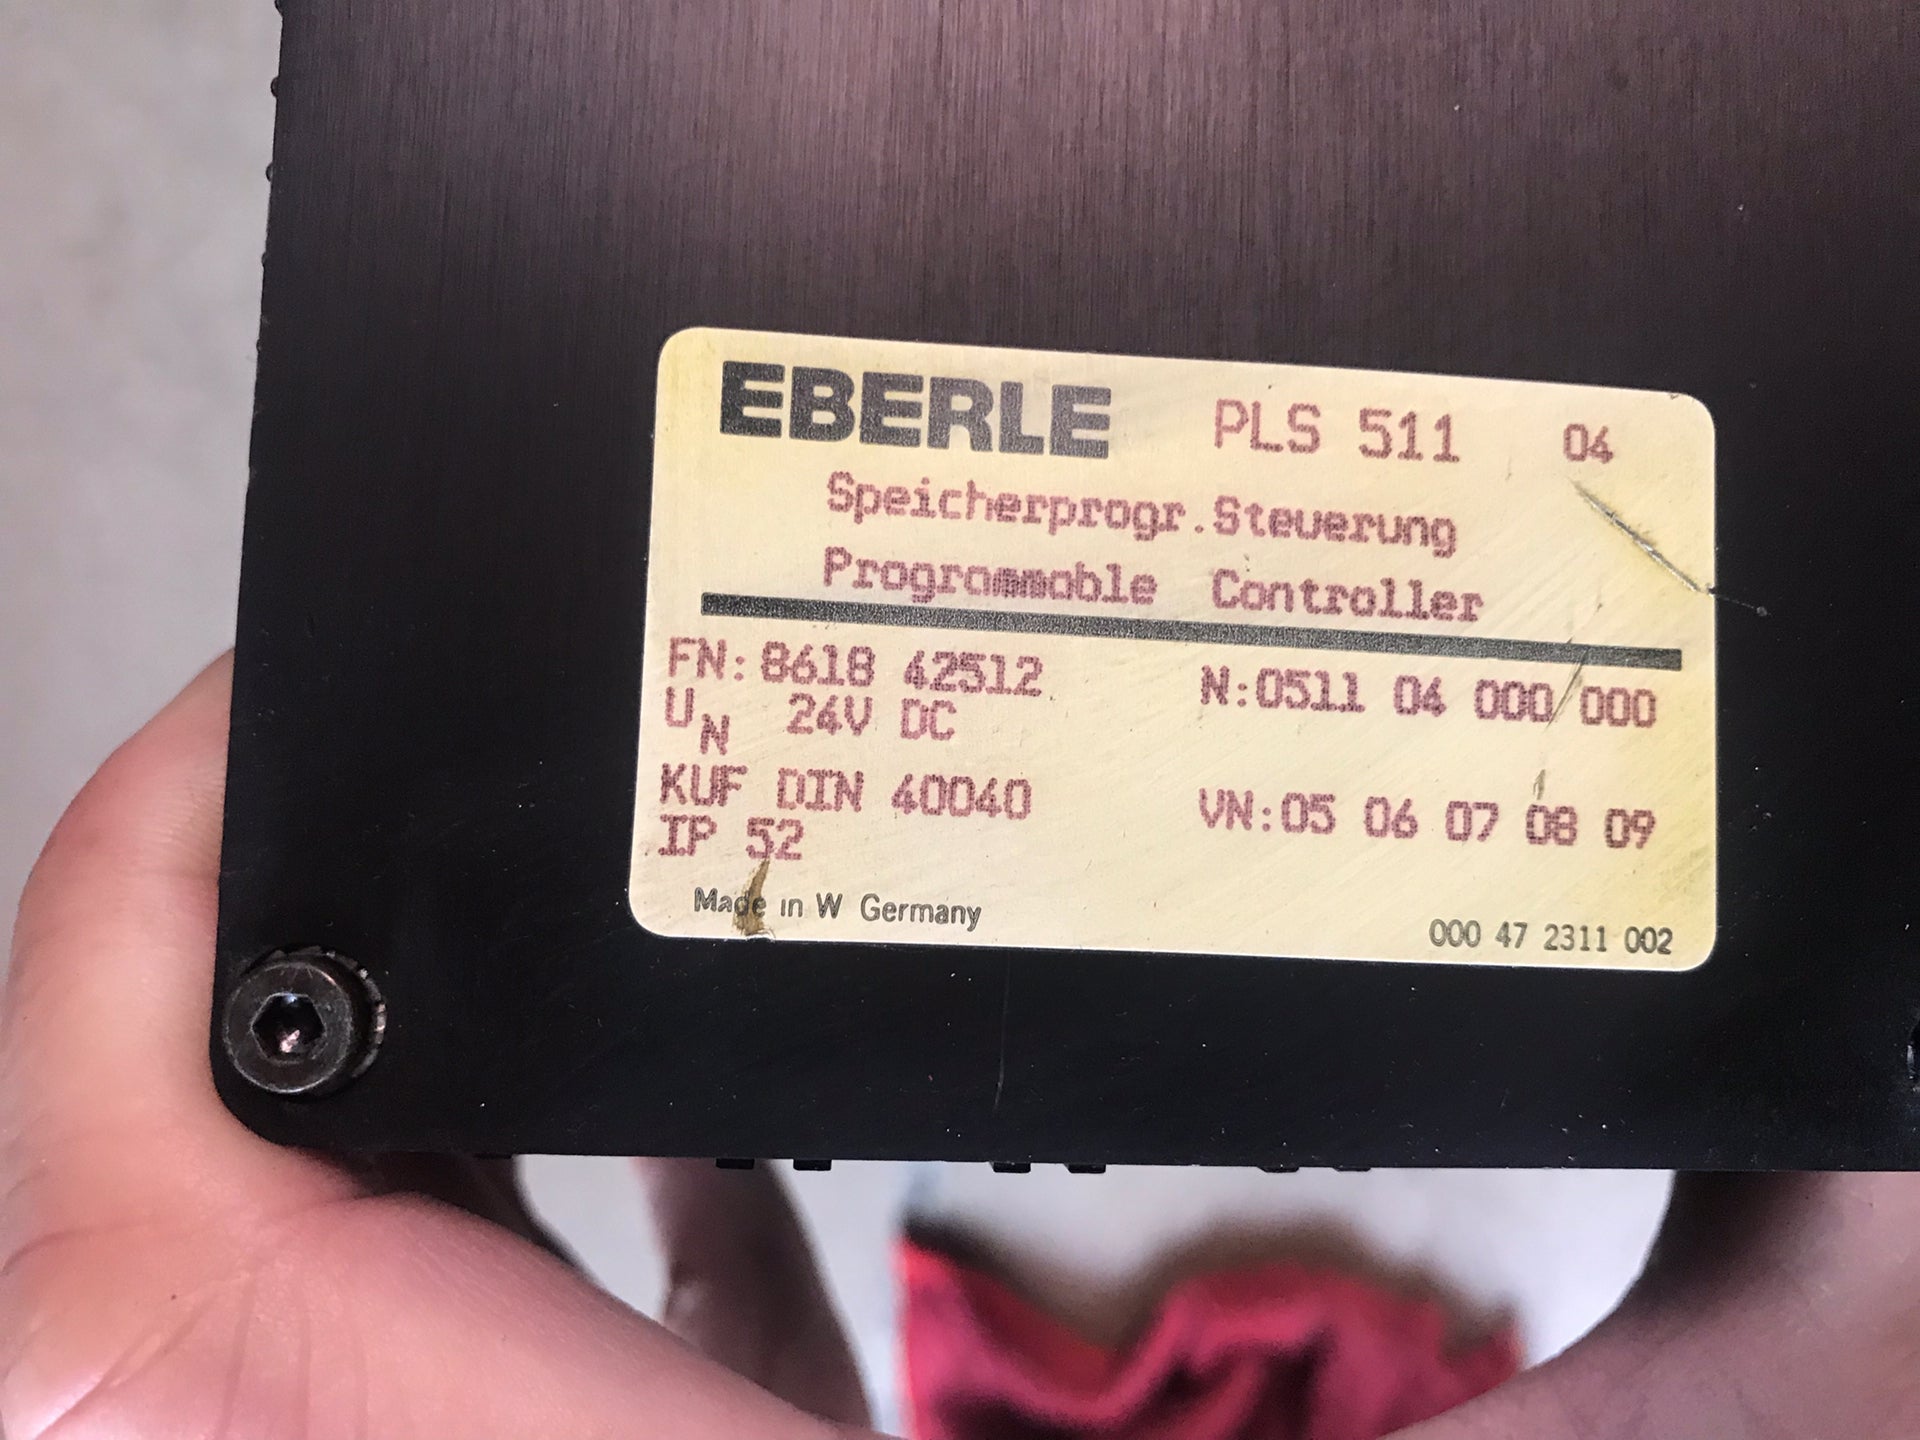 EBERLE PLS 511 04
Speicherprogr.Steuerung
Programmable Controller
FN:8618 42512 N:0511 04 000 000
UN 24V DC
KUF DIN 40040 VN:05 06 07 08 09
IP 52
Made in W Germany
000 47 2311 002